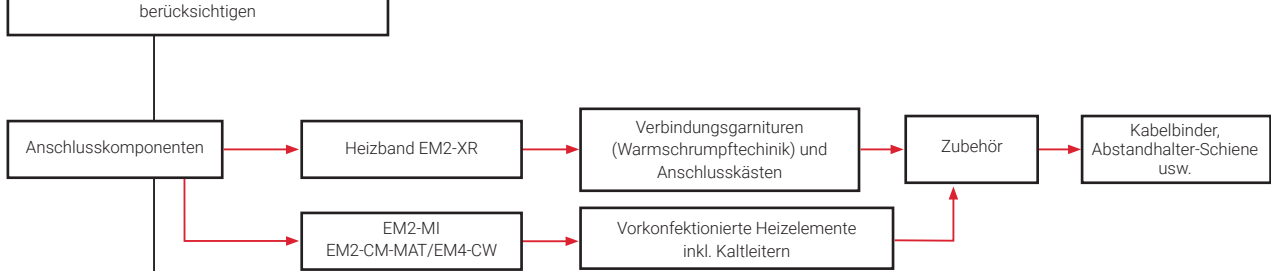 berücksichtigen
Anschlusskomponenten
Heizband EM2-XR
Verbindungsgarnituren
(Warmschrumpftechinik) und
Anschlusskästen
Zubehör
Kabelbinder,
Abstandhalter-Schiene
usw.
EM2-MI
EM2-CM-MAT/EM4-CW
Vorkonfektionierte Heizelemente
inkl. Kaltleitern